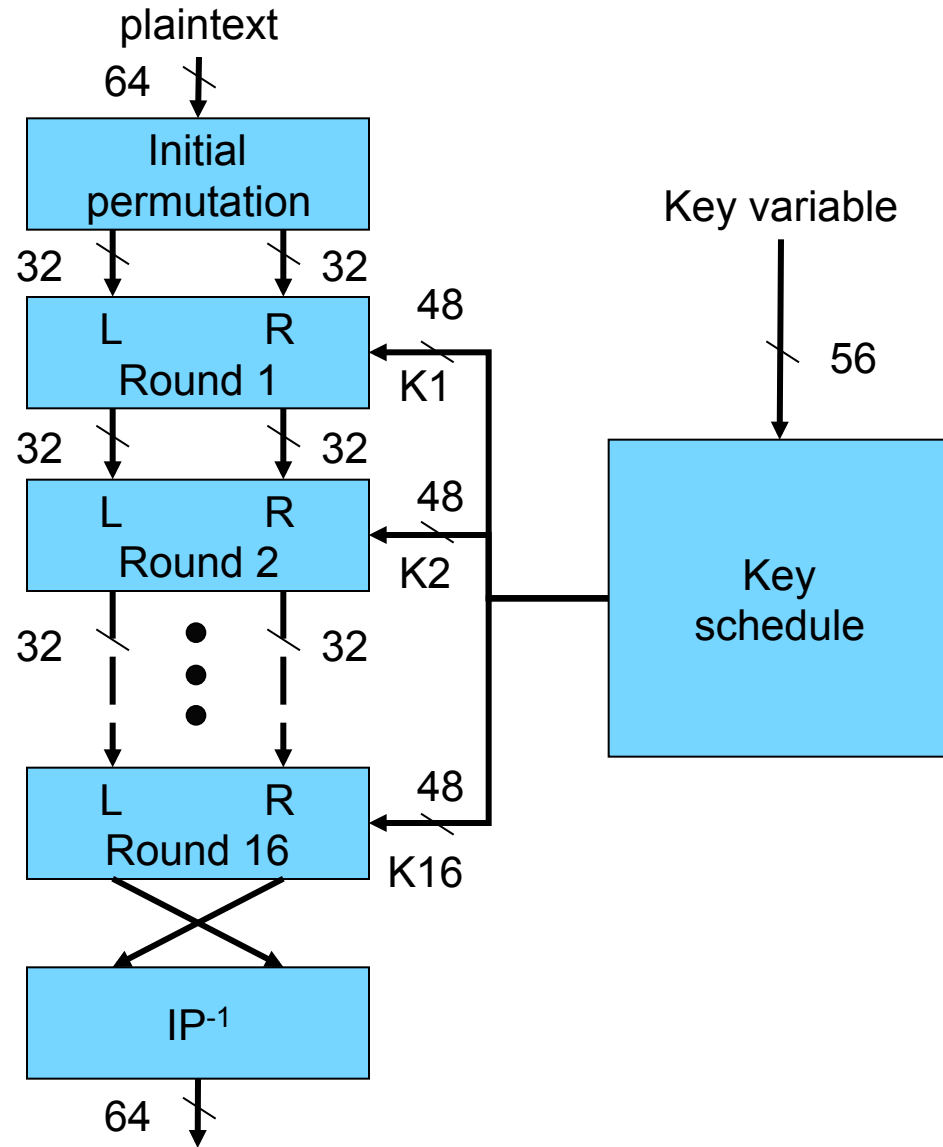 plaintext
64
Initial
permutation
Key variable
32 32
48
L R
Round 1
K1
56
32 32
48
L R
Round 2
K2
Key
schedule
32 32
48
L R
Round 16
K16
IP-1
64